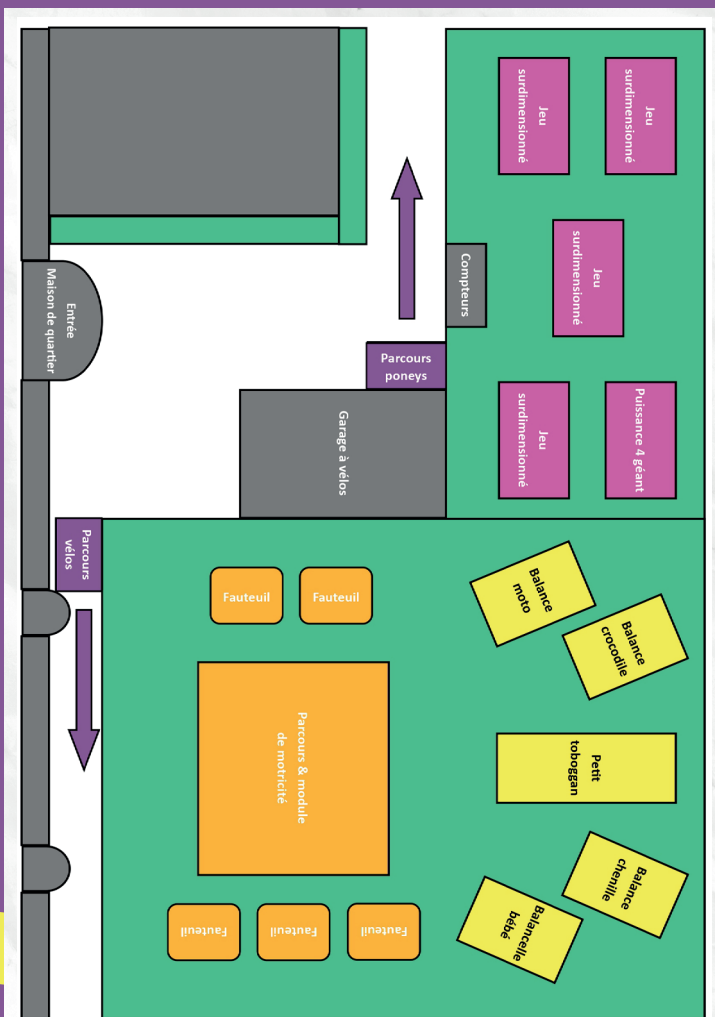 Jeu
surdimensionné
Jeu
surdimensionné
Jeu
surdimensionné
Compteurs
Entrée
Maison de quartier
Parcours
poneys
Garage à vélos
Jeu
surdimensionné
Puissance 4 géant
Parcours
vélos
Fauteuil
Fauteuil
Balance
moto
Balance
crocodile
Parcours & module
de motricité
Petit
toboggan
Balance
chenille
Balancelle
bébé
Fauteuil
Fauteuil
Fauteuil